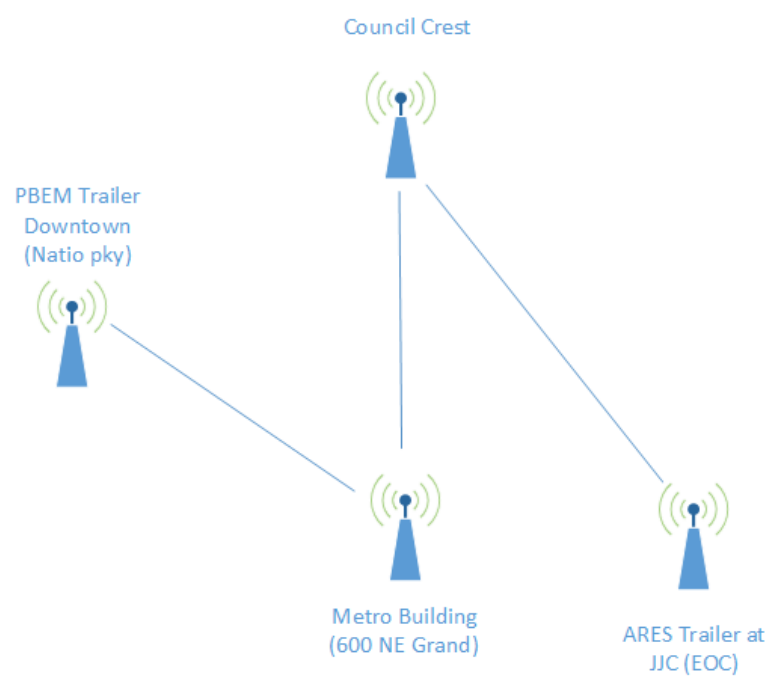 Council Crest
PBEM Trailer
Downtown
(Natio pky)
Metro Building
(600 NE Grand)
ARES Trailer at
JJC (EOC)